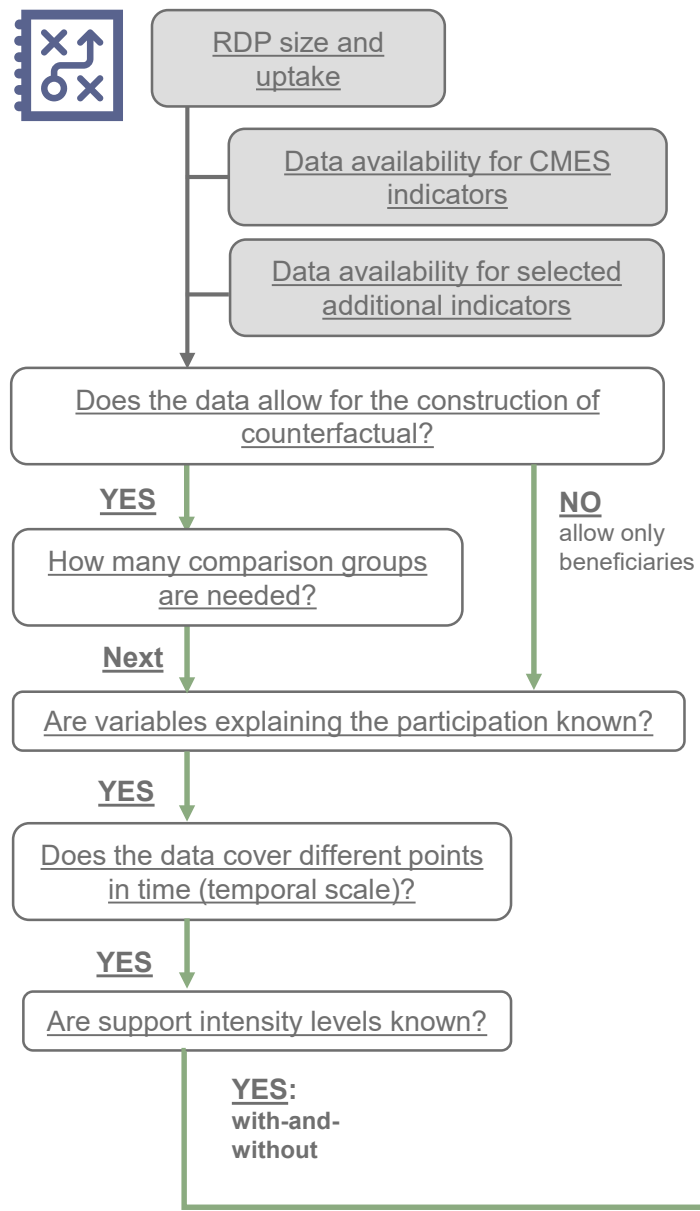 RDP size and
uptake
Data availability for CMES
indicators
Data availability for selected
additional indicators
Does the data allow for the construction of
counterfactual?
YES
NO
allow only
beneficiaries
How many comparison groups
are needed?
Next
Are variables explaining the participation known?
YES
Does the data cover different points
in time (temporal scale)?
YES
Are support intensity levels known?
YES:
with-and-
without